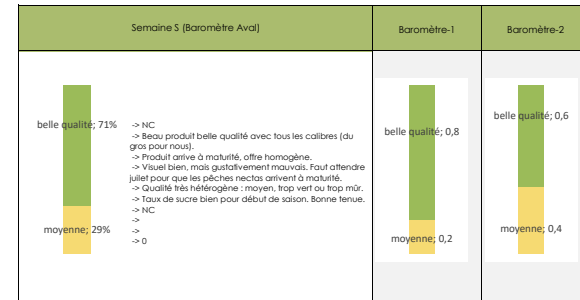 Semaine S (Baromètre Aval)
Baromètre-1
Baromètre-2
belle qualité; 71%
moyenne; 29%
-> NC
-> Beau produit belle qualité avec tous les calibres (du
gros pour nous).
-> Produit arrive à maturité, offre homogène.
-> Visuel bien, mais gustativement mauvais. Faut attendre
juilet pour que les pêches nectas arrivent à maturité.
-> Qualité très hétérogène : moyen, trop vert ou trop mûr.
-> Taux de sucre bien pour début de saison. Bonne tenue.
-> NC
->
->
-> 0
belle qualité; 0,8
moyenne; 0,2
belle qualité; 0,6
moyenne; 0,4